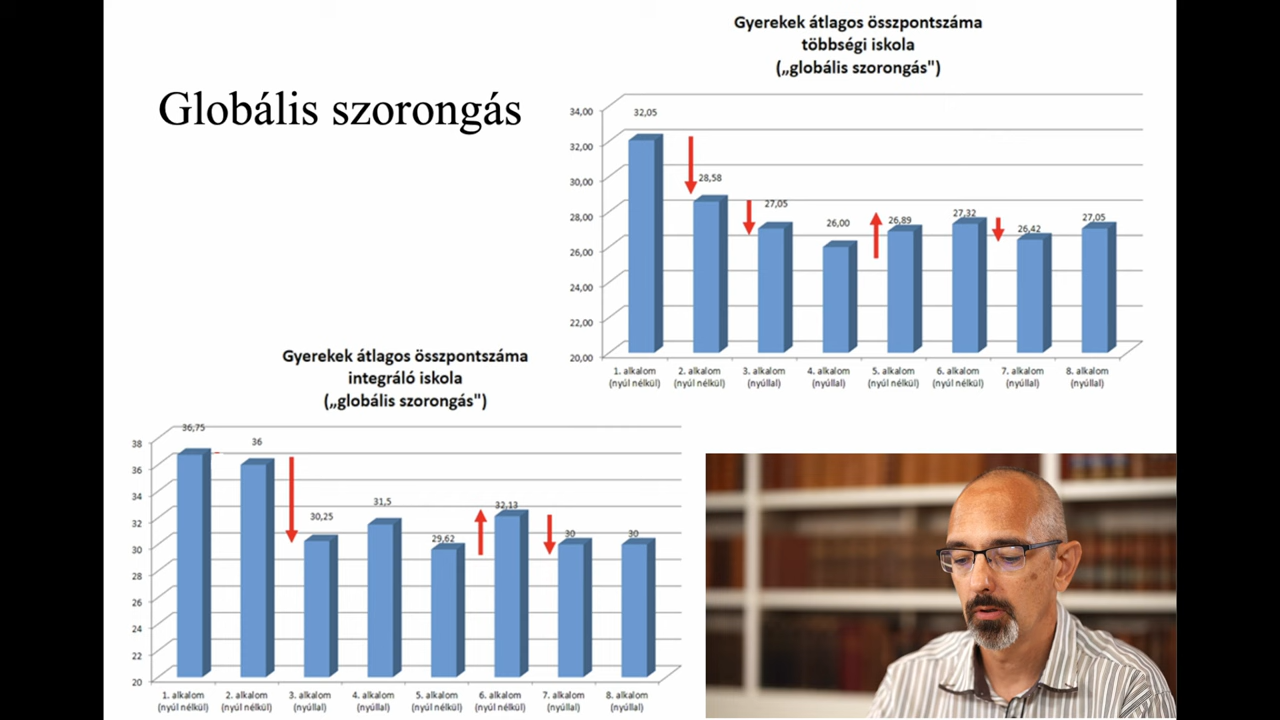 Globális szorongás
Gyerekek átlagos összpontszáma
többségi iskola
(„globális szorongás")
34,00
32,00
30,00
28,00
26,00
24,00
22,00
20,00
32,05
28,58
27,05
26,00
26,89
27,32
26,42
27,05
1. alkalom
(nyúl nélkül)
2. alkalom
(nyúl nélkül)
3. alkalom
(nyúllal)
4. alkalom
(nyúllal)
5. alkalom
(nyúl nélkül)
6. alkalom
(nyúl nélkül)
7. alkalom
(nyúllal)
8. alkalom
(nyúllal)
Gyerekek átlagos összpontszáma
integráló iskola
(„globális szorongás")
38
36
34
32
30
28
26
24
22
20
36,75
36
30,25
31,5
29,62
32,13
30
30
1. alkalom
(nyúl nélkül)
2. alkalom
(nyúl nélkül)
3. alkalom
(nyúllal)
4. alkalom
(nyúllal)
5. alkalom
(nyúl nélkül)
6. alkalom
(nyúl nélkül)
7. alkalom
(nyúllal)
8. alkalom
(nyúllal)